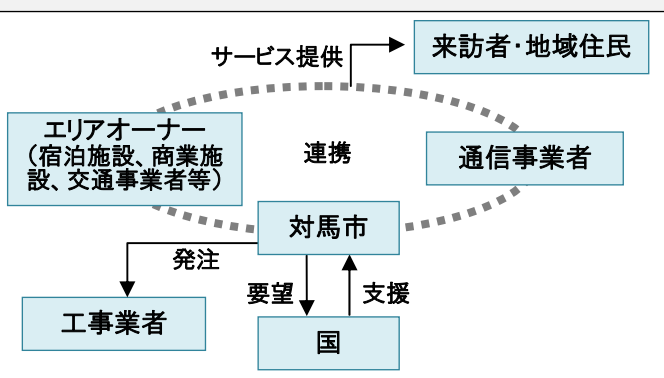 サービス提供
来訪者・地域住民
エリアオーナー
（宿泊施設、商業施
設、交通事業者等）
連携
通信事業者
対馬市
発注
要望
支援
工事業者
国